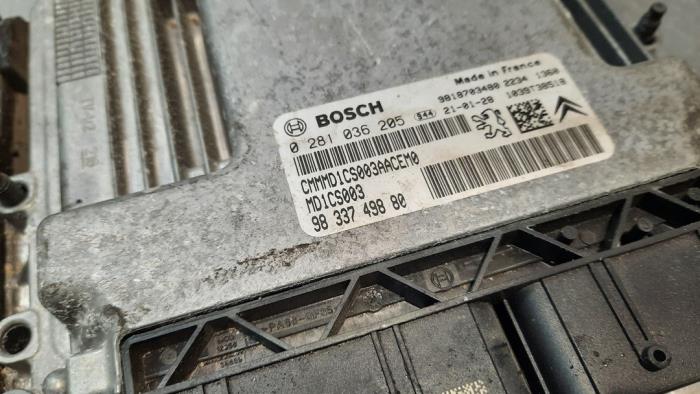 Made in France
BOSCH
9818703480 2234 1360
0 281 036 205 S44 21-01-28 1039T30518
CMMMD1CS003AACEM0
MD1CS003
98 337 498 80